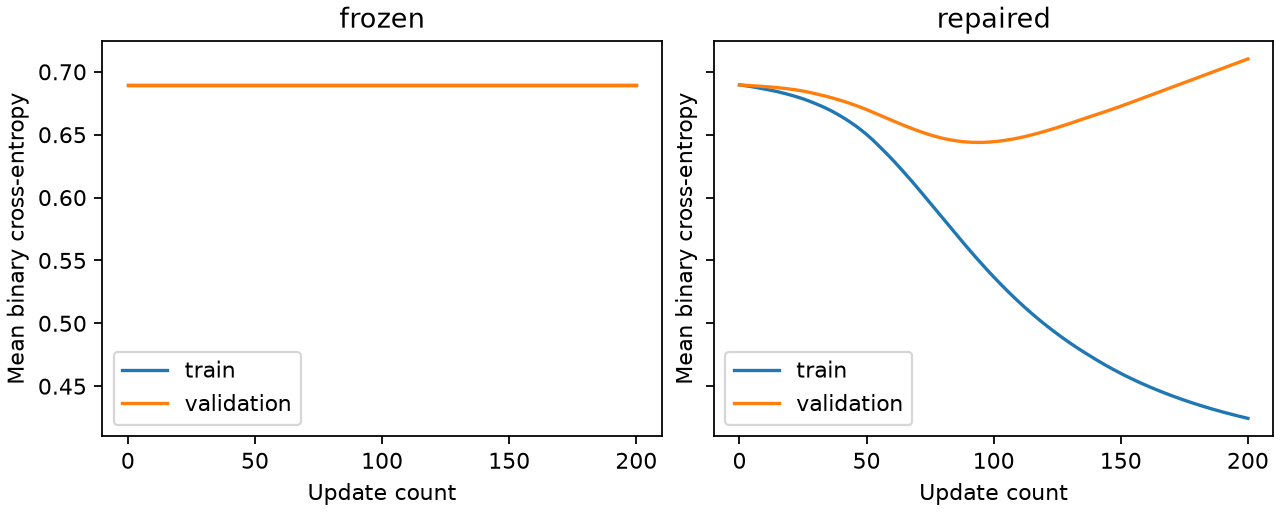 frozen
Mean binary cross-entropy
0.70
0.65
0.60
0.55
0.50
0.45
train
validation
0 50 100 150 200
Update count
repaired
Mean binary cross-entropy
train
validation
0 50 100 150 200
Update count